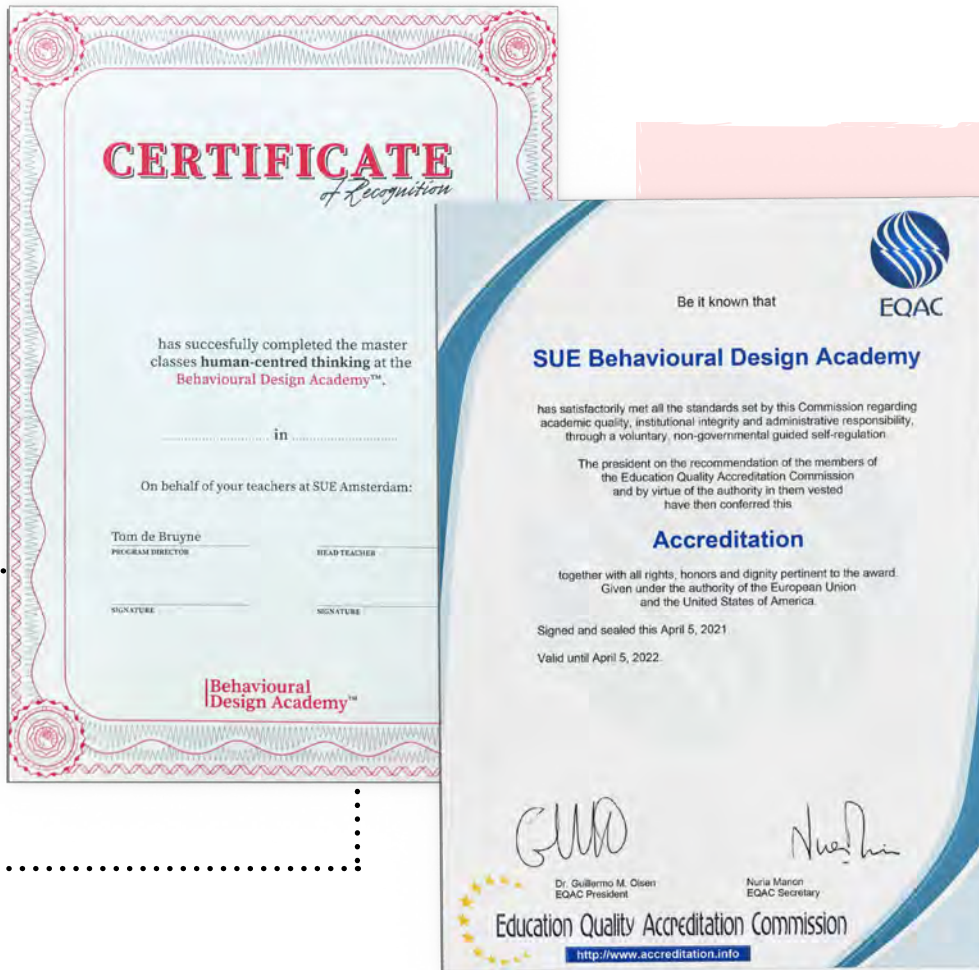 CERTIFICATE
of Recognition
has succesfully completed the master
classes human-centred thinking at the
Behavioural Design Academy™.
in
On behalf of your teachers at SUE Amsterdam:
Tom de Bruyne
PROGRAM DIRECTOR
HEAD TEACHER
SIGNATURE
SIGNATURE
Behavioural
Design Academy™
EQAC
Be it known that
SUE Behavioural Design Academy
has satisfactorily met all the standards set by this Commission regarding
academic quality, institutional integrity and administrative responsibility,
through a voluntary, non-governmental guided self-regulation
The president on the recommendation of the members of
the Education Quality Accreditation Commission
and by virtue of the authority in them vested
have then conferred this
Accreditation
together with all rights, honors and dignity pertinent to the award.
Given under the authority of the European Union
and the United States of America
Signed and sealed this April 5, 2021
Valid until April 5, 2022.
Dr. Guillermo M. Olsen
EQAC President
Nuria Manon
EQAC Secretary
Education Quality Accreditation Commission
http://www.accreditation.info